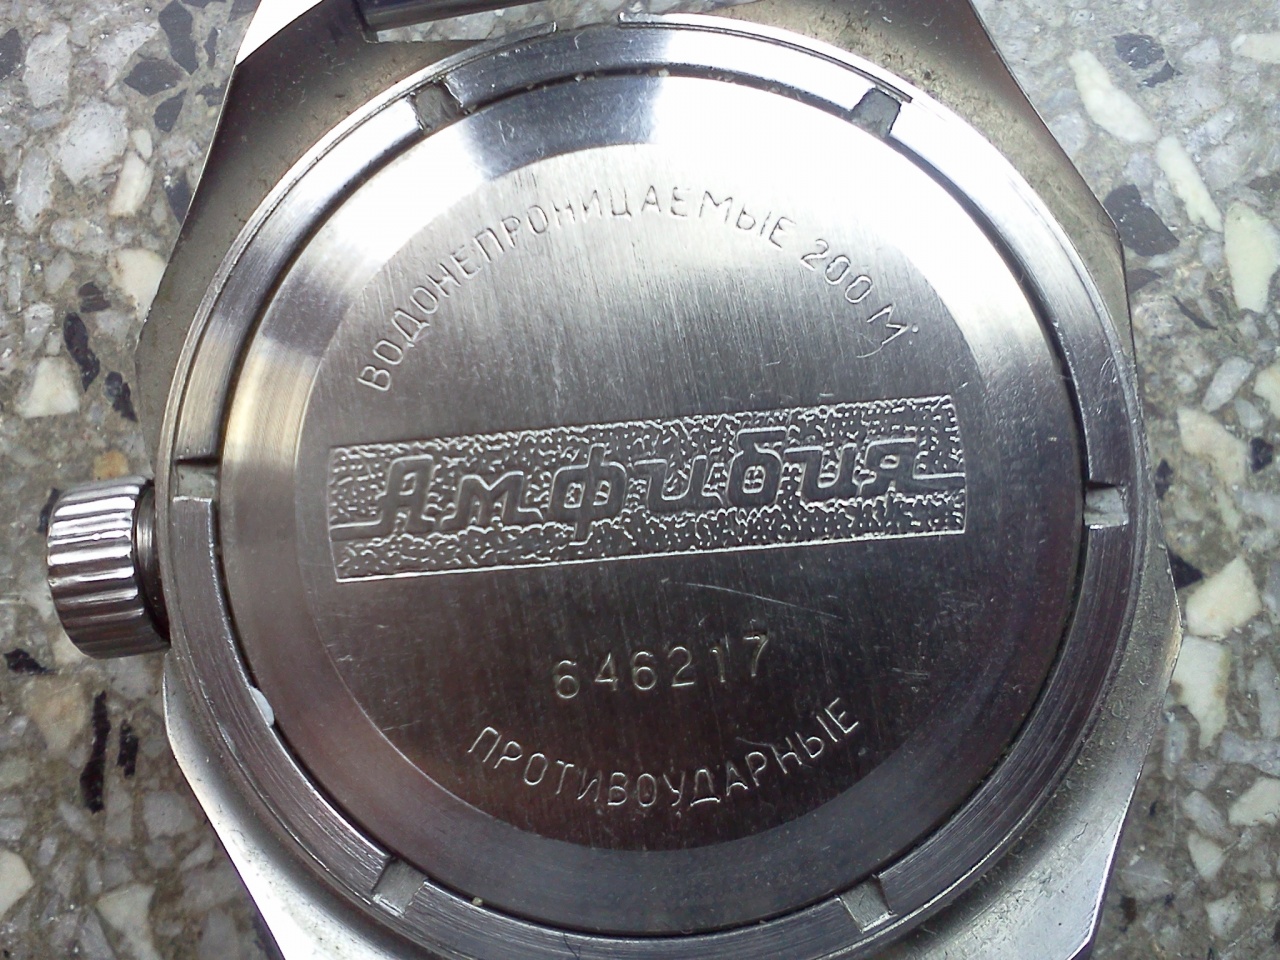 ВОДОНЕПРОНИЦАЕМЫЕ 200 М
Амфибия
646217
ПРОТИВОУДАРНЫЕ